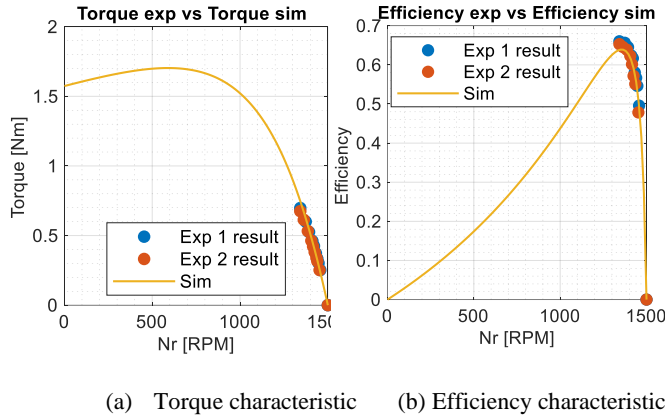 Torque exp vs Torque sim
2
1.5
1
0.5
0
Torque [Nm]
Exp 1 result
Exp 2 result
Sim
0
500
1000
150
Nr [RPM]
Efficiency exp vs Efficiency sim
0.7
0.6
0.5
0.4
0.3
0.2
0.1
0
Efficiency
Exp 1 result
Exp 2 result
Sim
0
500
1000
1500
Nr [RPM]
(a) Torque characteristic
(b) Efficiency characteristic